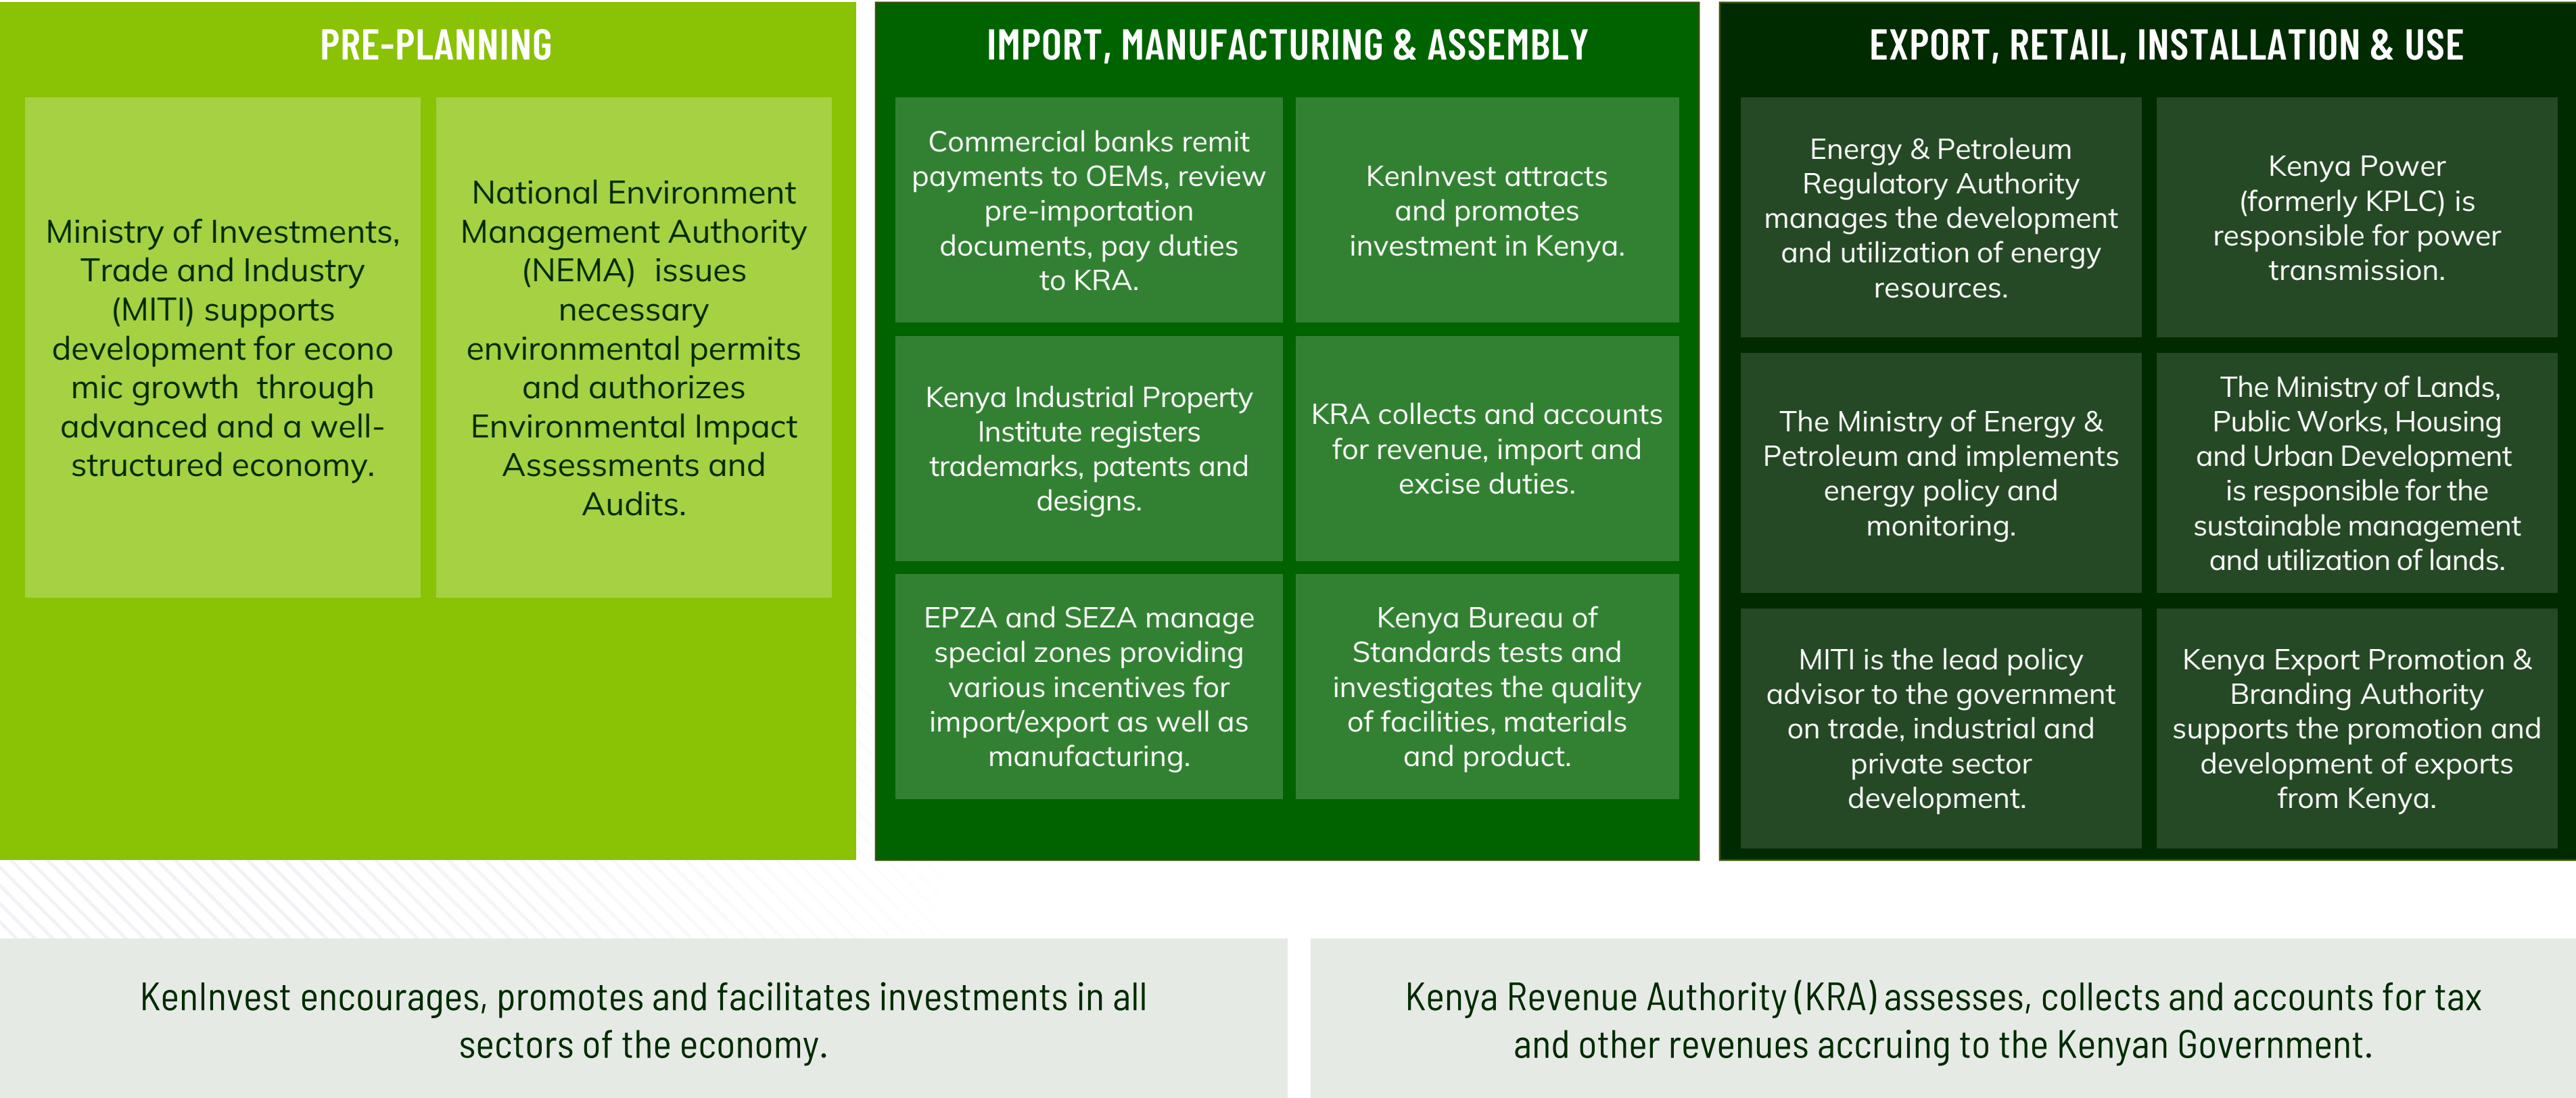 PRE-PLANNING
Ministry of Investments,
Trade and Industry
(MITI) supports
development for econo
mic growth  through
advanced and a well-
structured economy.
National Environment
Management Authority
(NEMA)  issues
necessary
environmental permits
and authorizes
Environmental Impact
Assessments and
Audits.
IMPORT, MANUFACTURING & ASSEMBLY
Commercial banks remit
payments to OEMs, review
pre-importation
documents, pay duties
to KRA.
KenInvest attracts
and promotes
investment in Kenya.
Kenya Industrial Property
Institute registers
trademarks, patents and
designs.
KRA collects and accounts
for revenue, import and
excise duties.
EPZA and SEZA manage
special zones providing
various incentives for
import/export as well as
manufacturing.
Kenya Bureau of
Standards tests and
investigates the quality
of facilities, materials
and product.
EXPORT, RETAIL, INSTALLATION & USE
Energy & Petroleum
Regulatory Authority
manages the development
and utilization of energy
resources.
Kenya Power
(formerly KPLC) is
responsible for power
transmission.
The Ministry of Energy &
Petroleum and implements
energy policy and
monitoring.
The Ministry of Lands,
Public Works, Housing
and Urban Development
is responsible for the
sustainable management
and utilization of lands.
MITI is the lead policy
advisor to the government
on trade, industrial and
private sector
development.
Kenya Export Promotion &
Branding Authority
supports the promotion and
development of exports
from Kenya.
KenInvest encourages, promotes and facilitates investments in all
sectors of the economy.
Kenya Revenue Authority (KRA) assesses, collects and accounts for tax
and other revenues accruing to the Kenyan Government.